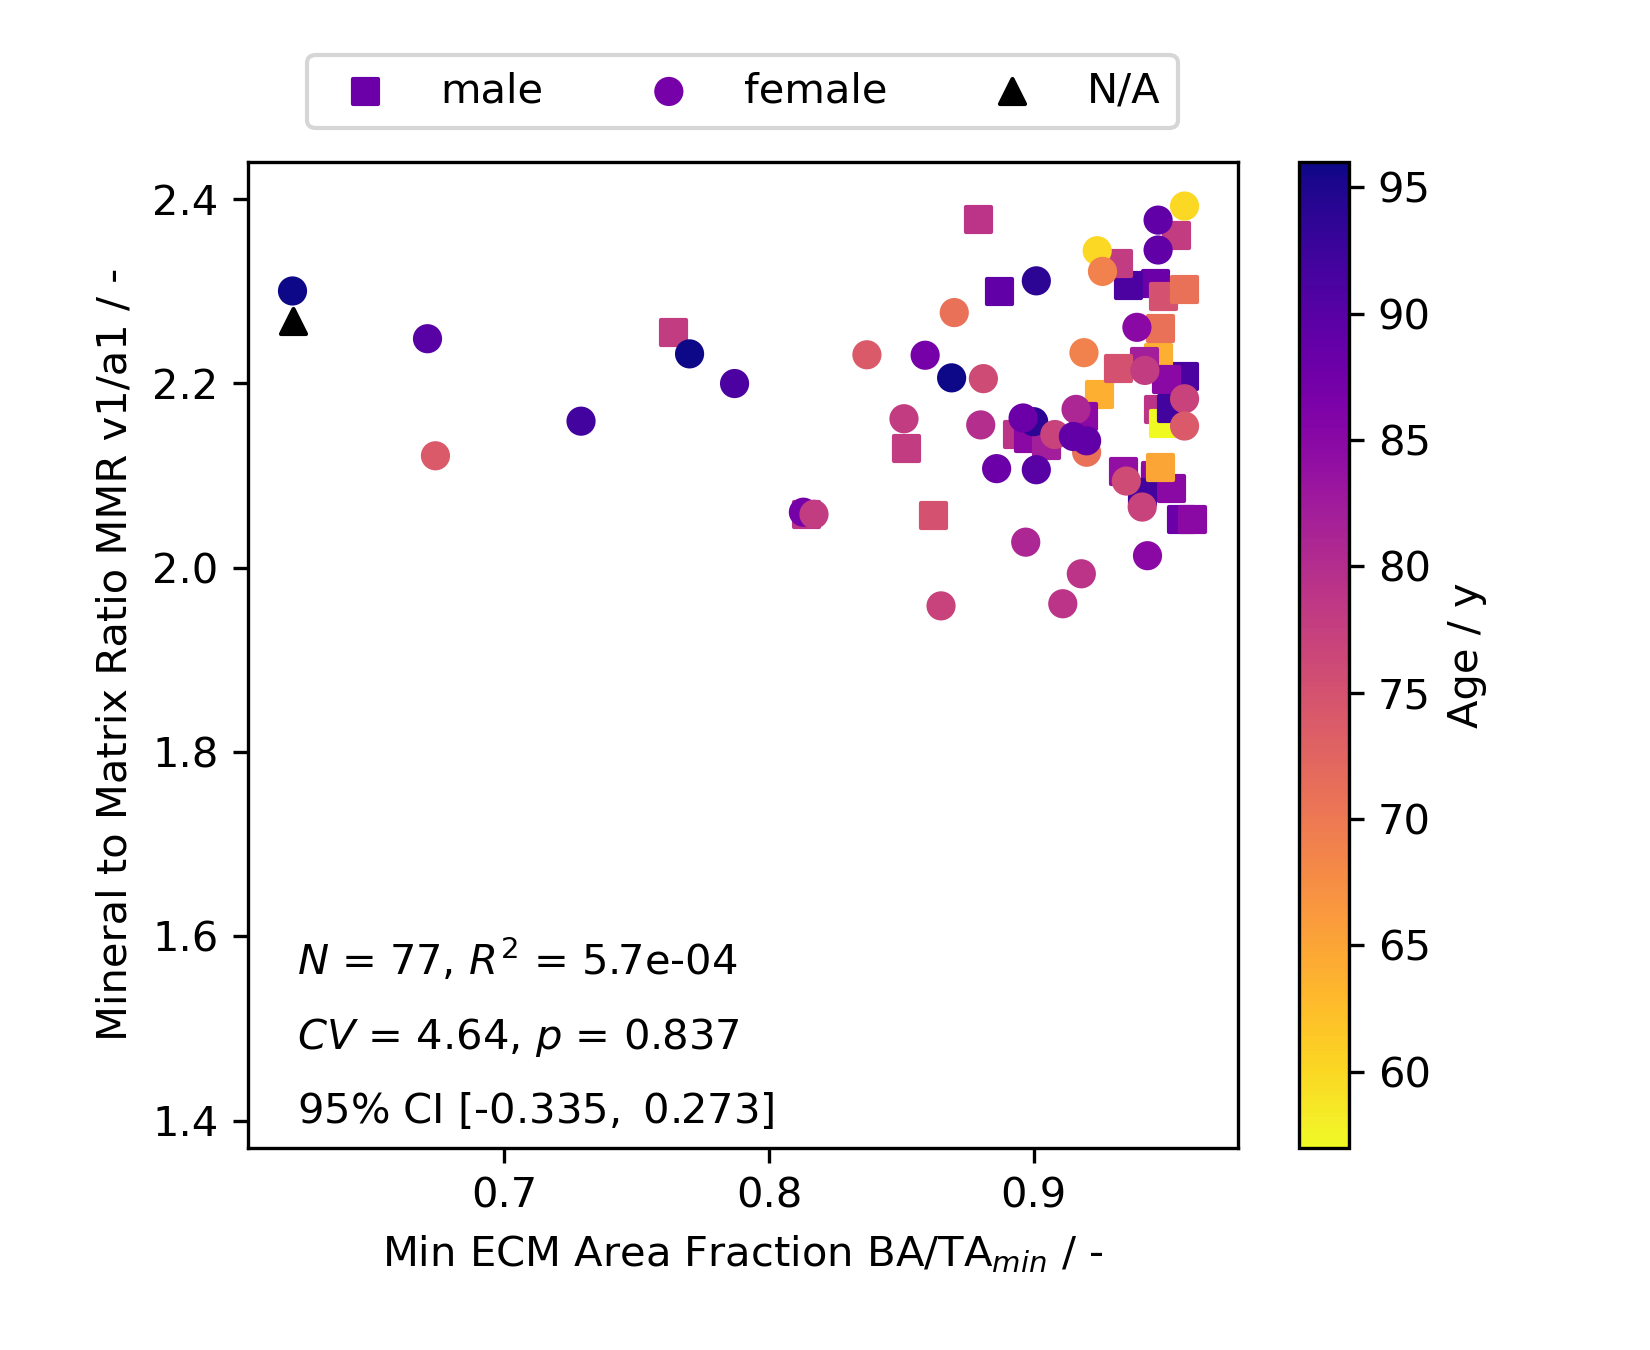 male female N/A
2.4
2.2
2.0
1.8
1.6
1.4
Mineral to Matrix Ratio MMR v1/a1 / -
N = 77, R² = 5.7e-04
CV = 4.64, p = 0.837
95% CI [-0.335, 0.273]
0.7 0.8 0.9
Min ECM Area Fraction BA/TAmin / -
95
90
85
80
75
70
65
60
Age / y